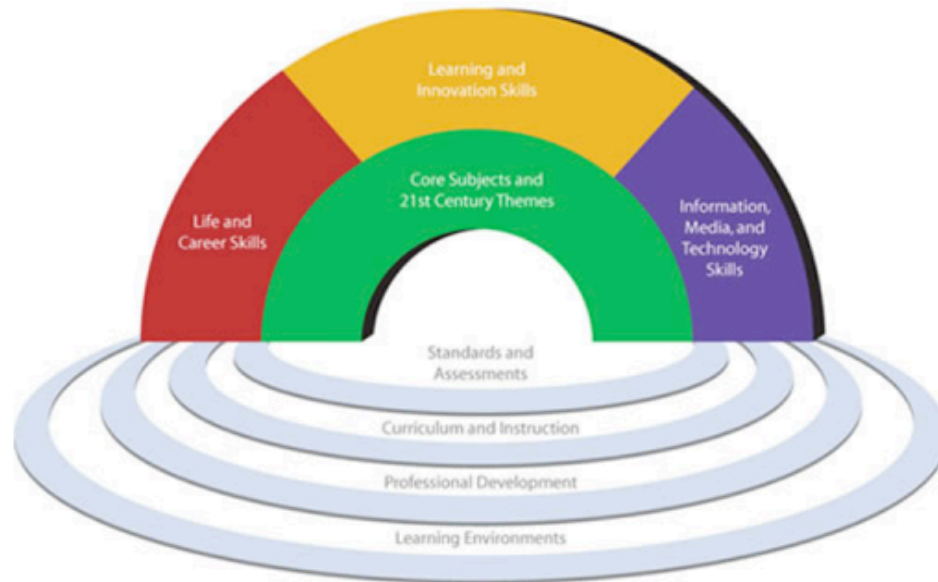 Learning and
Innovation Skills
Core Subjects and
21st Century Themes
Life and
Career Skills
Information,
Media, and
Technology
Skills
Standards and
Assessments
Curriculum and Instruction
Professional Development
Learning Environments